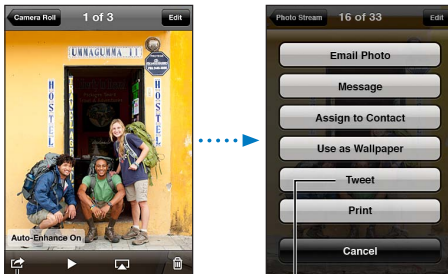 Camera Roll 1 of 3 Edit
UMMAGUMMA II
HOSTEL
TRAVELAGE
HOSTEL
Auto-Enhance On
Photo Stream 16 of 33 Edit
Email Photo
Message
Assign to Contact
Use as Wallpaper
Tweet
Print
Cancel